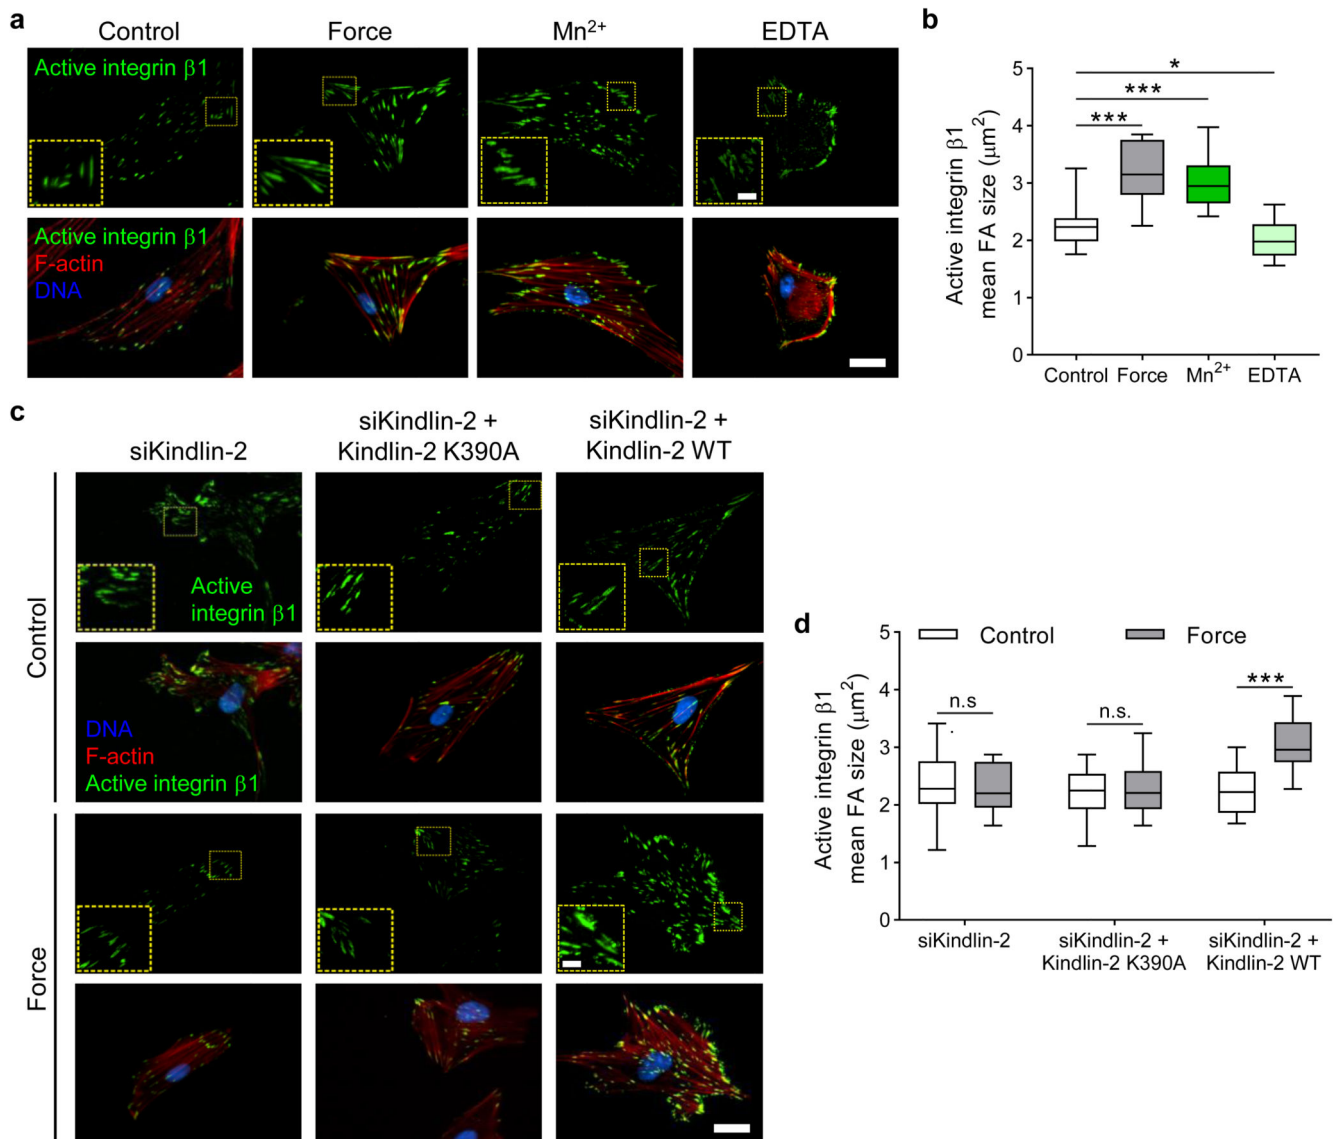 a
Control
Force
Mn²⁺
EDTA
Active integrin β1
Active integrin β1
F-actin
DNA
b
Active integrin β1
mean FA size (μm²)
5
4
3
2
1
0
*
***
***
Control
Force
Mn²⁺
EDTA
c
siKindlin-2
siKindlin-2 +
Kindlin-2 K390A
siKindlin-2 +
Kindlin-2 WT
Control
Active
integrin β1
DNA
F-actin
Active integrin β1
Force
d
Active integrin β1
mean FA size (μm²)
5
4
3
2
1
0
Control
Force
n.s
n.s.
***
siKindlin-2
siKindlin-2 +
Kindlin-2 K390A
siKindlin-2 +
Kindlin-2 WT